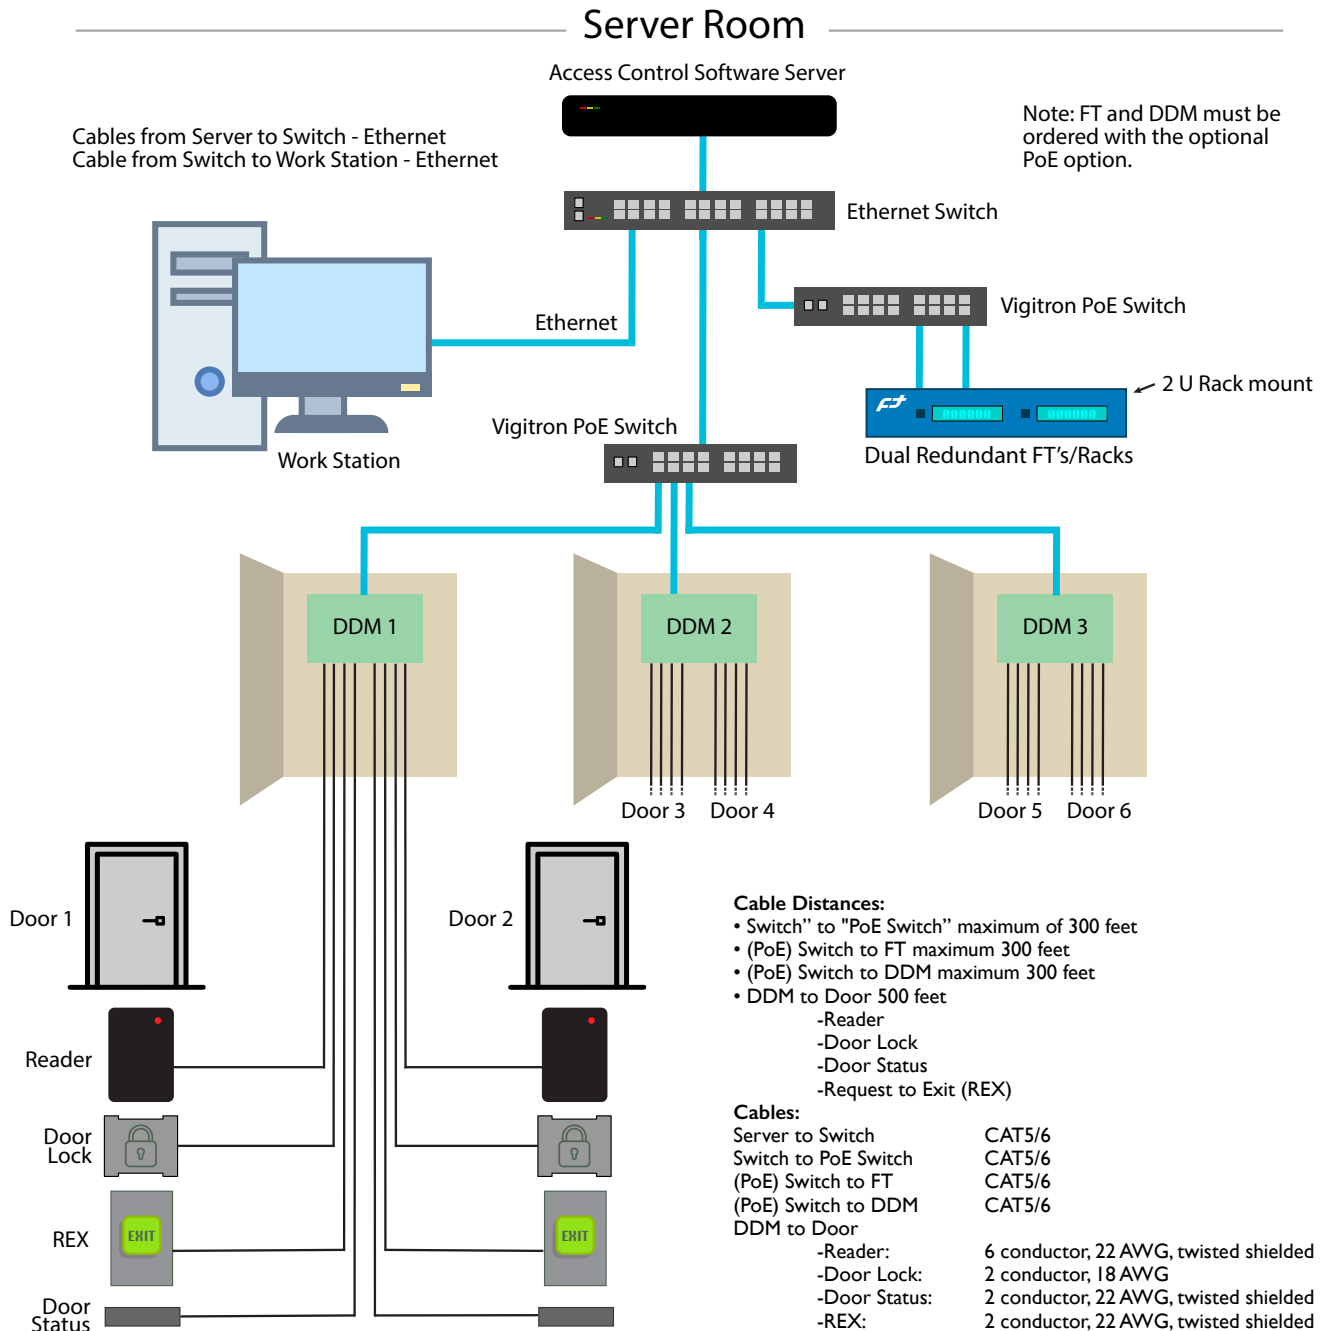 Server Room
Access Control Software Server
Cables from Server to Switch - Ethernet
Cable from Switch to Work Station - Ethernet
Note: FT and DDM must be
ordered with the optional
PoE option.
Ethernet Switch
Ethernet
Vigitron PoE Switch
2 U Rack mount
FT
000000
000000
Dual Redundant FT's/Racks
Work Station
Vigitron PoE Switch
DDM 1
DDM 2
DDM 3
Door 3
Door 4
Door 5
Door 6
Door 1
Door 2
Reader
Door
Lock
REX
EXIT
EXIT
Door
Status
Cable Distances:
• Switch” to "PoE Switch” maximum of 300 feet
• (PoE) Switch to FT maximum 300 feet
• (PoE) Switch to DDM maximum 300 feet
• DDM to Door 500 feet
-Reader
-Door Lock
-Door Status
-Request to Exit (REX)
Cables:
Server to Switch CAT5/6
Switch to PoE Switch CAT5/6
(PoE) Switch to FT CAT5/6
(PoE) Switch to DDM CAT5/6
DDM to Door
-Reader: 6 conductor, 22 AWG, twisted shielded
-Door Lock: 2 conductor, 18 AWG
-Door Status: 2 conductor, 22 AWG, twisted shielded
-REX: 2 conductor, 22 AWG, twisted shielded